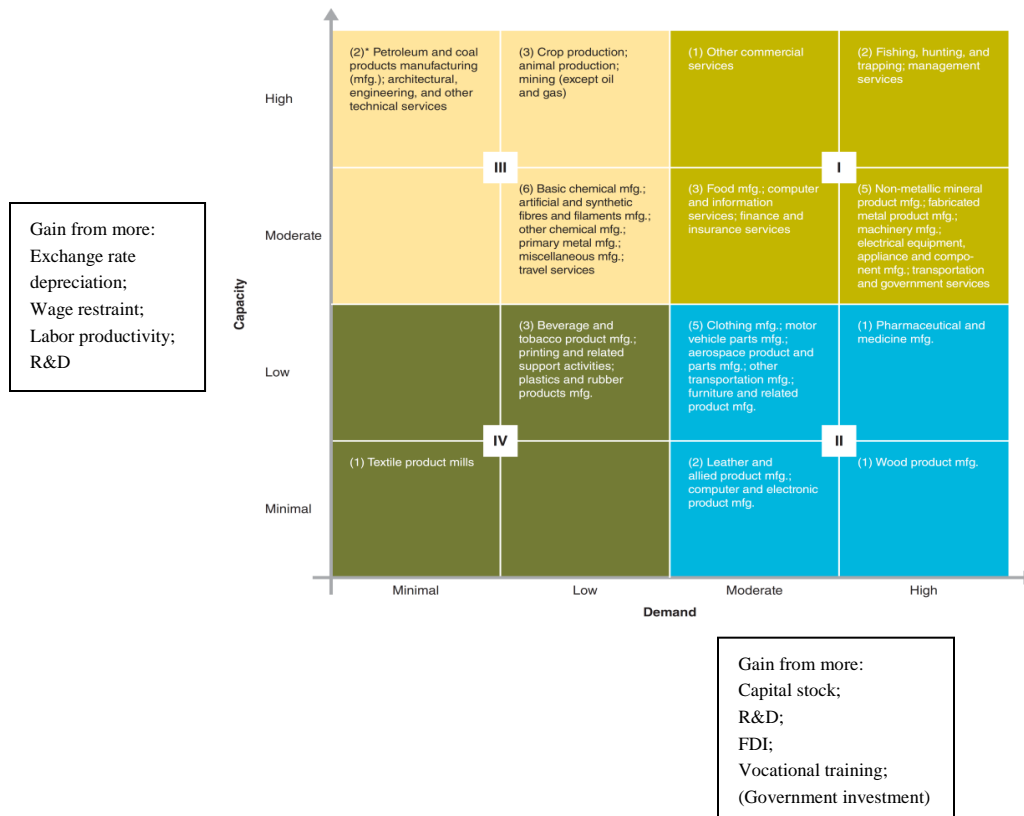 (2)* Petroleum and coal
products manufacturing
(mfg.); architectural,
engineering, and other
technical services
(3) Crop production;
animal production;
mining (except oil
and gas)
(1) Other commercial
services
(2) Fishing, hunting, and
trapping; management
services
High
III
I
(6) Basic chemical mfg.;
artificial and synthetic
fibres and filaments mfg.;
other chemical mfg.;
primary metal mfg.;
miscellaneous mfg.;
travel services
(3) Food mfg.; computer
and information
services; finance and
insurance services
(5) Non-metallic mineral
product mfg.; fabricated
metal product mfg.;
machinery mfg.;
electrical equipment,
appliance and compo-
nent mfg.; transportation
and government services
Moderate
Gain from more:
Exchange rate
depreciation;
Wage restraint;
Labor productivity;
R&D
Capacity
(3) Beverage and
tobacco product mfg.;
printing and related
support activities;
plastics and rubber
products mfg.
(5) Clothing mfg.; motor
vehicle parts mfg.;
aerospace product and
parts mfg.; other
transportation mfg.;
furniture and related
product mfg.
(1) Pharmaceutical and
medicine mfg.
Low
IV
II
(1) Textile product mills
(2) Leather and
allied product mfg.;
computer and electronic
product mfg.
(1) Wood product mfg.
Minimal
Minimal
Low
Moderate
High
Demand
Gain from more:
Capital stock;
R&D;
FDI;
Vocational training;
(Government investment)